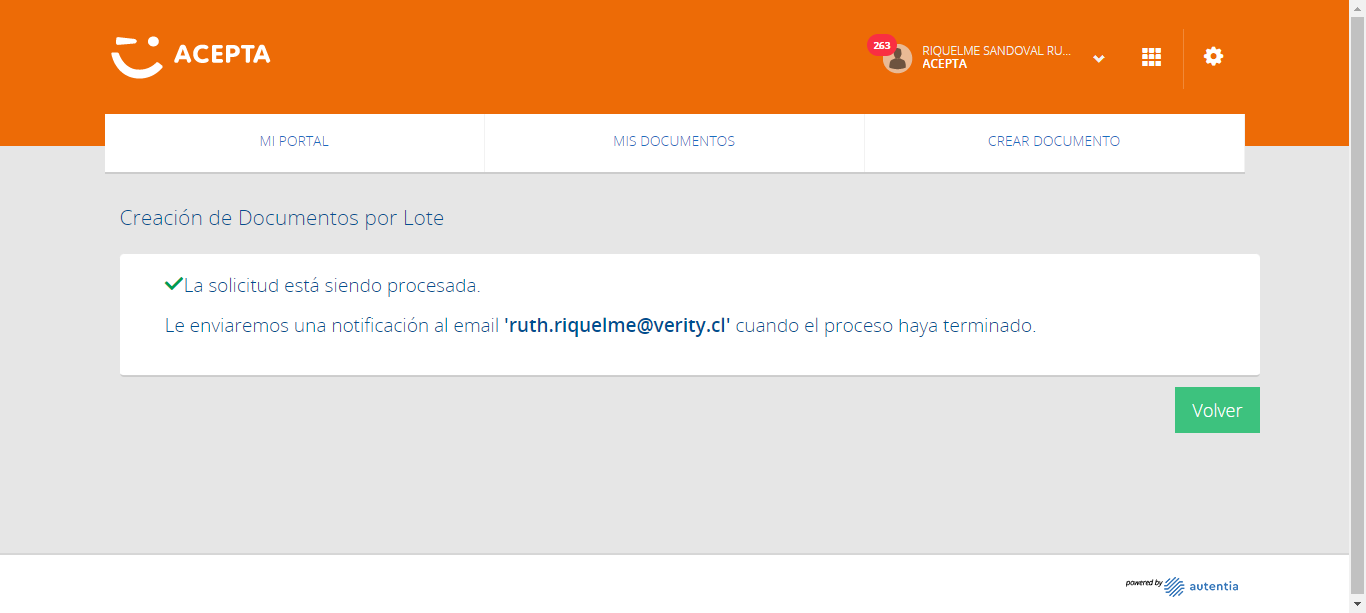 ACEPTA
263
RIQUELME SANDOVAL RU...
ACEPTA
MI PORTAL
MIS DOCUMENTOS
CREAR DOCUMENTO
Creación de Documentos por Lote
La solicitud está siendo procesada.
Le enviaremos una notificación al email 'ruth.riquelme@verity.cl' cuando el proceso haya terminado.
Volver
powered by autentia